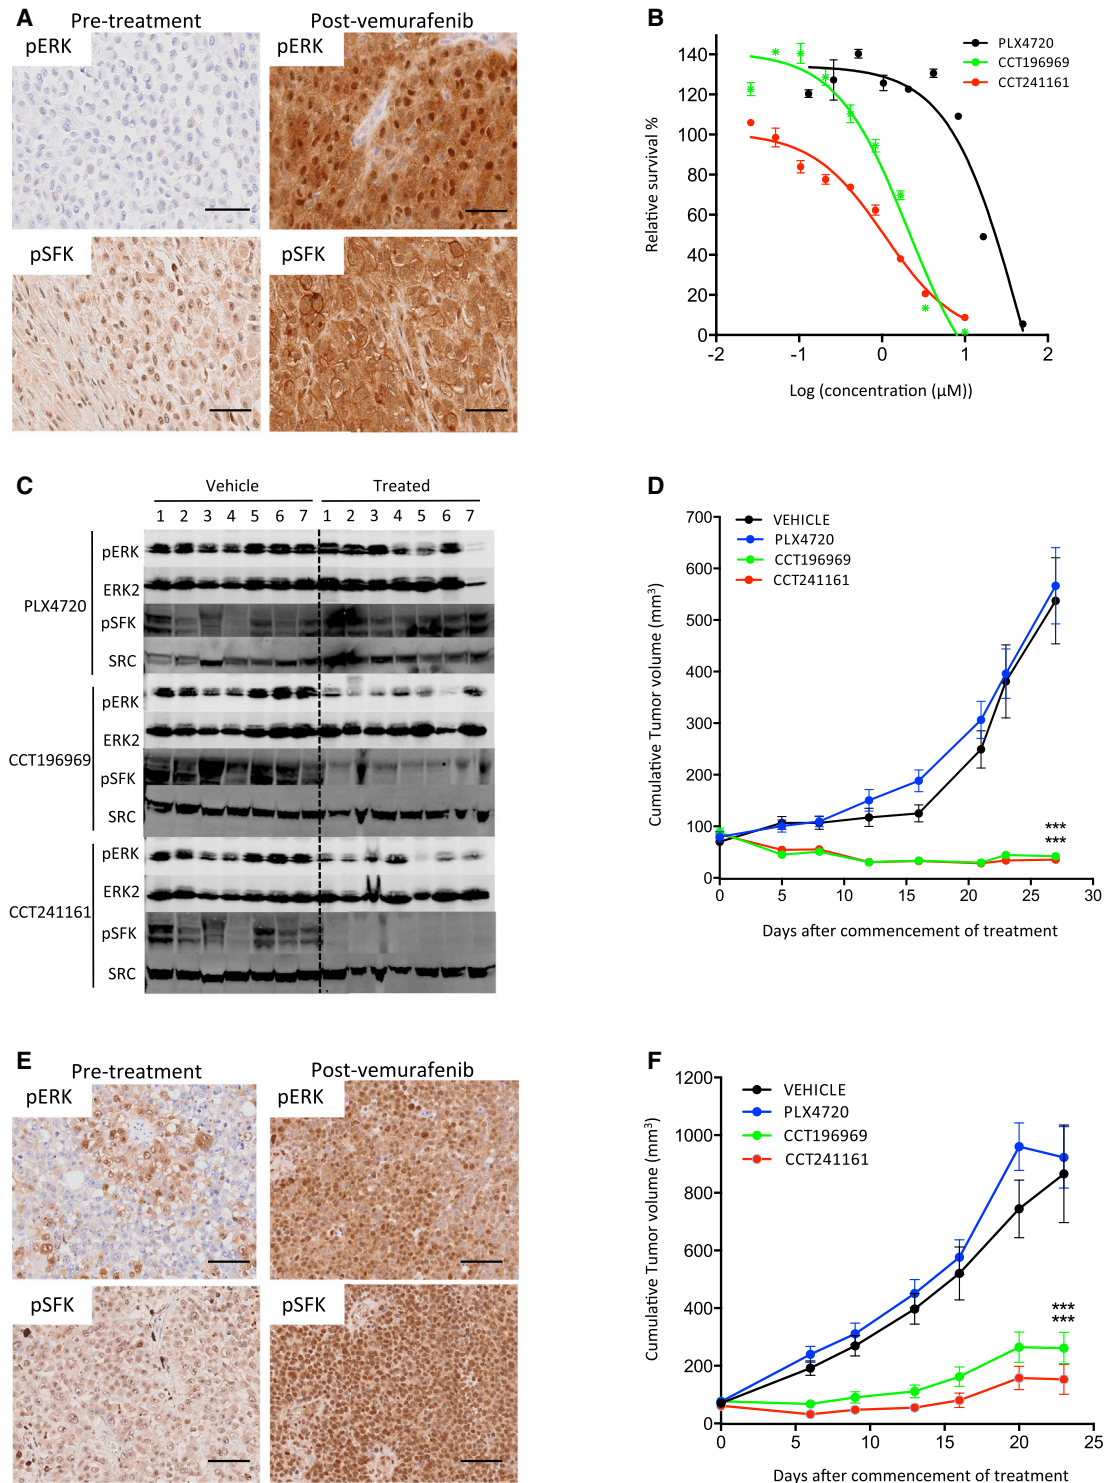 A
Pre-treatment
Post-vemurafenib
pERK
pERK
pSFK
pSFK
B
Relative survival %
140
120
100
80
60
40
20
0
-2
-1
0
1
2
Log (concentration (µM))
PLX4720
CCT196969
CCT241161
C
Vehicle
Treated
1 2 3 4 5 6 7 1 2 3 4 5 6 7
PLX4720
pERK
ERK2
pSFK
SRC
CCT196969
pERK
ERK2
pSFK
SRC
CCT241161
pERK
ERK2
pSFK
SRC
D
Cumulative Tumor volume (mm³)
700
600
500
400
300
200
100
0
0
5
10
15
20
25
30
Days after commencement of treatment
VEHICLE
PLX4720
CCT196969
CCT241161
***
***
E
Pre-treatment
Post-vemurafenib
pERK
pERK
pSFK
pSFK
F
Cumulative Tumor volume (mm³)
1200
1000
800
600
400
200
0
0
5
10
15
20
25
Days after commencement of treatment
VEHICLE
PLX4720
CCT196969
CCT241161
***
***